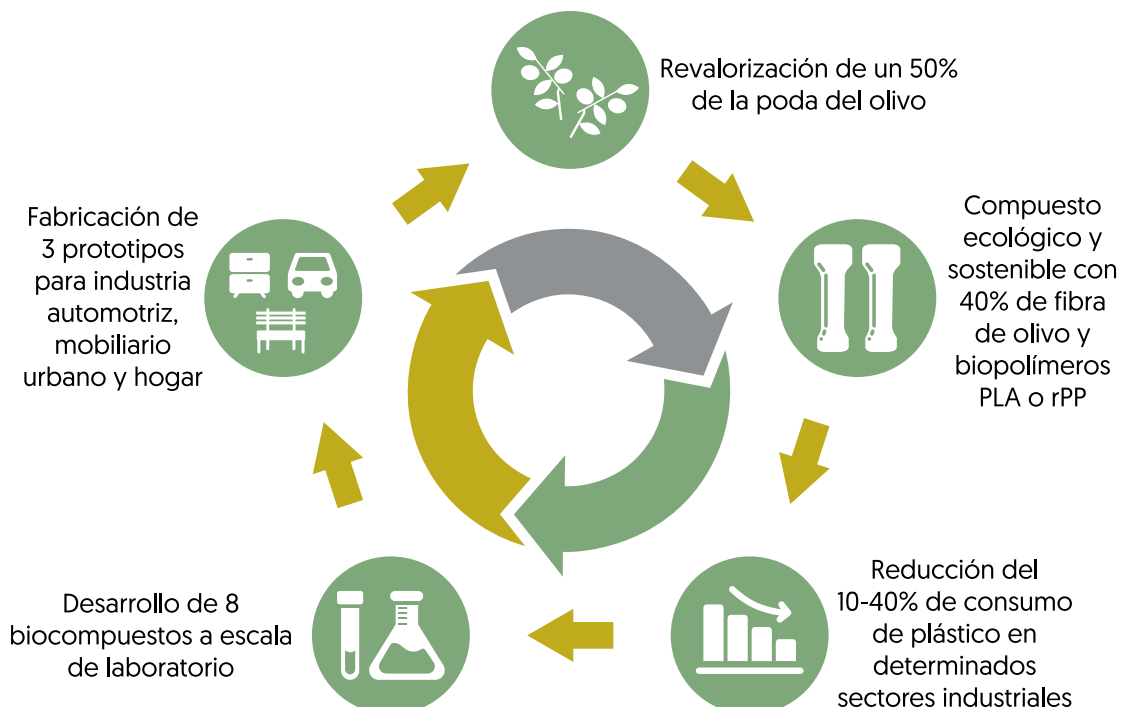 Revalorización de un 50%
de la poda del olivo
Compuesto
ecológico y
sostenible con
40% de fibra
de olivo y
biopolímeros
PLA o rPP
Reducción del
10-40% de consumo
de plástico en
determinados
sectores industriales
Desarrollo de 8
biocompuestos a escala
de laboratorio
Fabricación de
3 prototipos
para industria
automotriz,
mobiliario
urbano y hogar